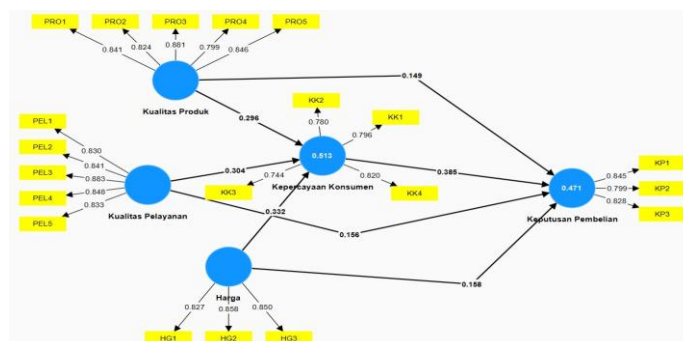 PRO1 PRO2 PRO3 PRO4 PRO5
0.841 0.824 0.881 0.799 0.846
Kualitas Produk
0.149
0.296
KK2
0.780
KK1
0.796
PEL1
PEL2
PEL3
PEL4
PEL5
0.830
0.841
0.883
0.848
0.833
Kualitas Pelayanan
0.304
0.513
Kepercayaan Konsumen
0.744
KK3
0.820
KK4
0.385
0.332
0.156
0.471
Keputusan Pembelian
0.845
0.799
0.828
KP1
KP2
KP3
Harga
0.158
0.827 0.858 0.850
HG1 HG2 HG3